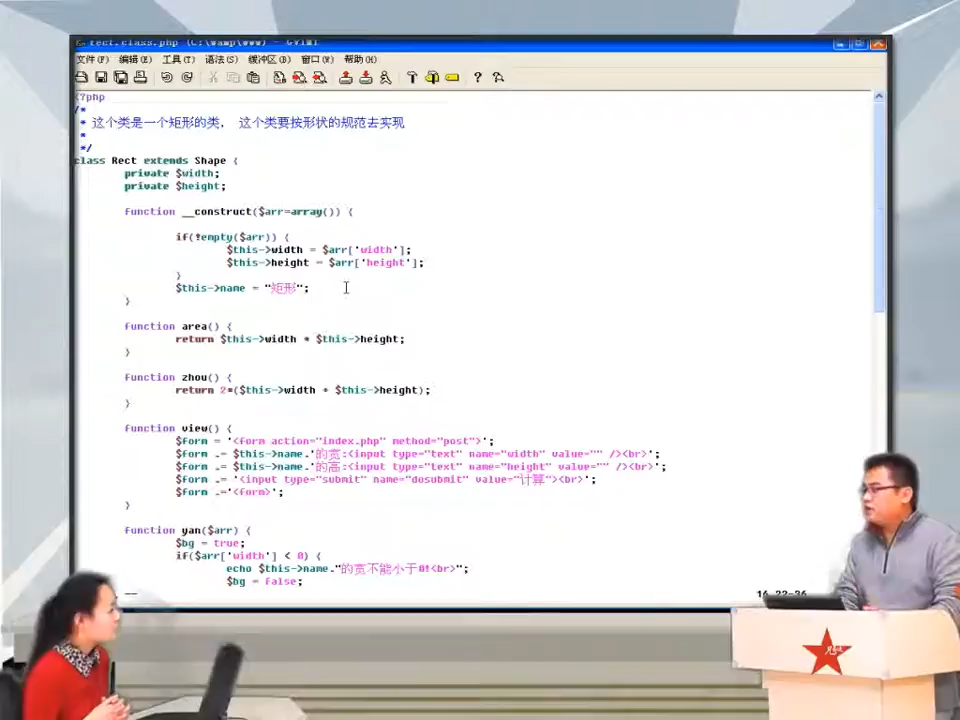 rect.class.php (C:\wamp\www) - GVIM1
文件(F) 编辑(E) 工具(T) 语法(S) 缓冲区(B) 窗口(W) 帮助(H)
<?php
/*
* 这个类是一个矩形的类， 这个类要按形状的规范去实现
*
*/
class Rect extends Shape {
private $width;
private $height;
function __construct($arr=array()) {
if(!empty($arr)) {
$this->width = $arr['width'];
$this->height = $arr['height'];
}
$this->name = "矩形";
}
function area() {
return $this->width * $this->height;
}
function zhou() {
return 2*($this->width + $this->height);
}
function view() {
$form = '<form action="index.php" method="post">';
$form .= $this->name.'的宽:<input type="text" name="width" value="" /><br>';
$form .= $this->name.'的高:<input type="text" name="height" value="" /><br>';
$form .= '<input type="submit" name="dosubmit" value="计算"><br>';
$form .='<form>';
}
function yan($arr) {
$bg = true;
if($arr['width'] < 0) {
echo $this->name."的宽不能小于0!<br>";
$bg = false;
16,22-36